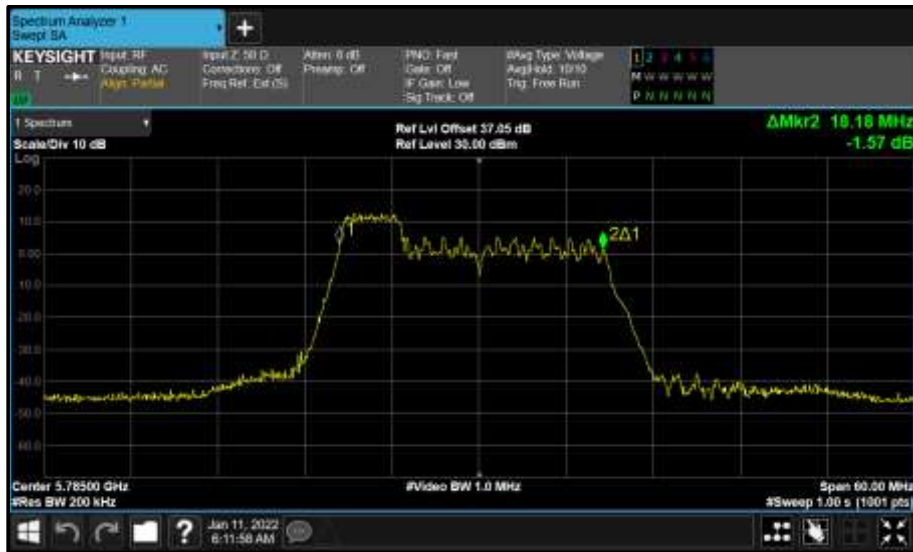 Spectrum Analyzer 1
Swept SA
+
KEYSIGHT
Input: RF
R T
Coupling: AC
Align: Partial
Input Z: 50 Ω
Corrections: Off
Freq Ref: Ext (S)
Atten: 6 dB
Preamp: Off
PNO: Fast
Gate: Off
IF Gain: Low
Sig Track: Off
#Avg Type: Voltage
Avg|Hold: 10/10
Trig: Free Run
1 2 3 4 5 6
M W W W W W
P N N N N N
1 Spectrum
Scale/Div 10 dB
Ref Lvl Offset 37.05 dB
Ref Level 30.00 dBm
ΔMkr2 18.18 MHz
-1.57 dB
Log
20.0
10.0
0.00
-10.0
-20.0
-30.0
-40.0
-50.0
-60.0
2Δ1
Center 5.78500 GHz
#Res BW 200 kHz
#Video BW 1.0 MHz
Span 60.00 MHz
#Sweep 1.00 s (1001 pts)
?
Jan 11, 2022